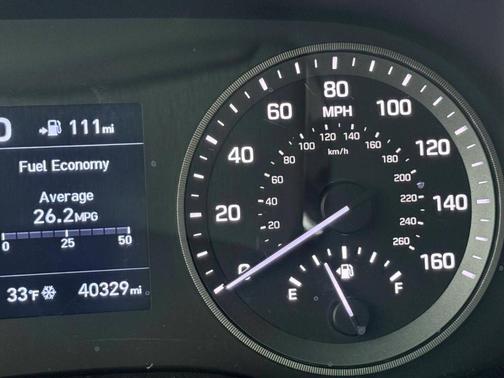 111mi
Fuel Economy
Average
26.2MPG
0 25 50
33°F 40329mi
0 20 40 60 80 100 120 140 160
MPH
20 40 60 80 100 120 140 160 180 200 220 240 260
km/h
E F